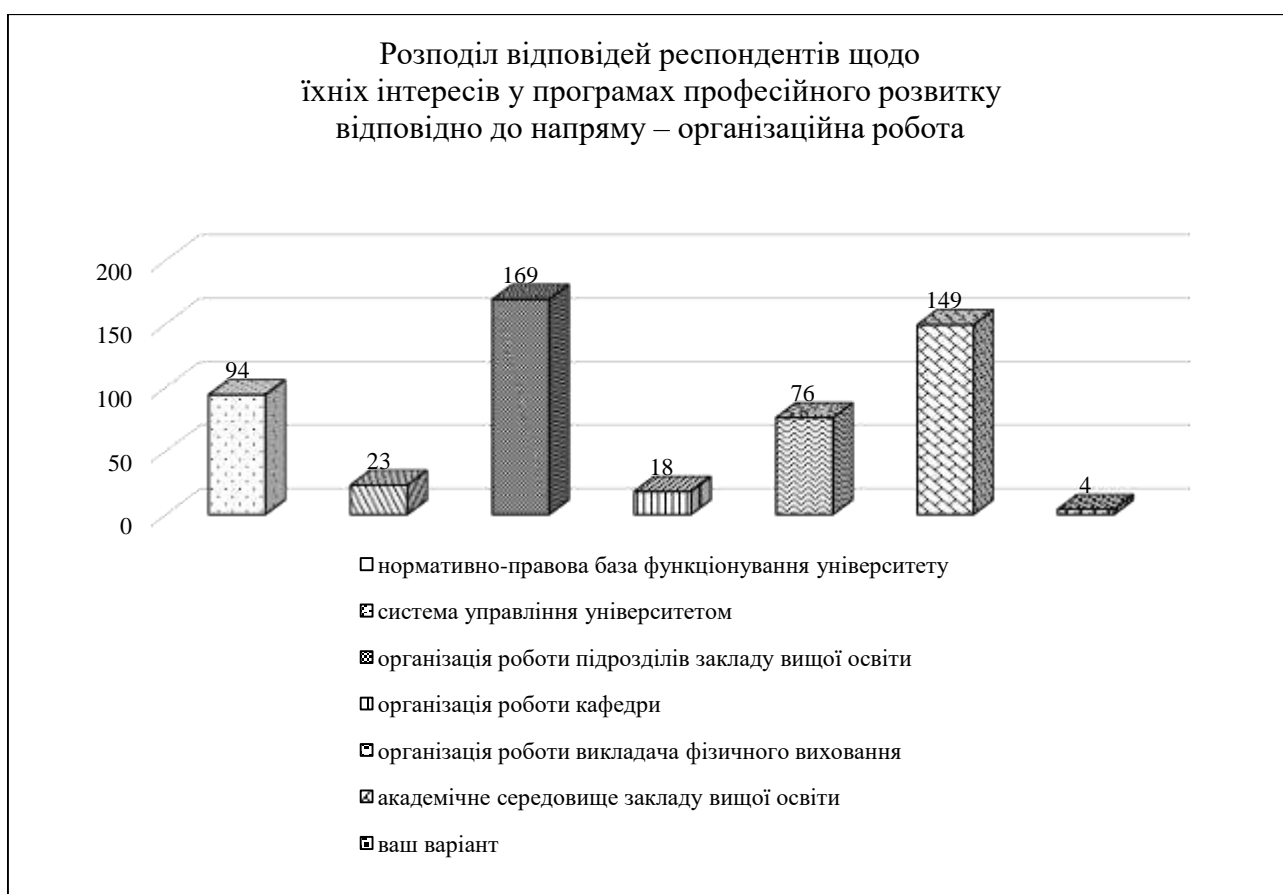 Розподіл відповідей респондентів щодо
їхніх інтересів у програмах професійного розвитку
відповідно до напряму – організаційна робота
200
150
100
50
0
94
23
169
18
76
149
4
нормативно-правова база функціонування університету
система управління університетом
організація роботи підрозділів закладу вищої освіти
організація роботи кафедри
організація роботи викладача фізичного виховання
академічне середовище закладу вищої освіти
ваш варіант